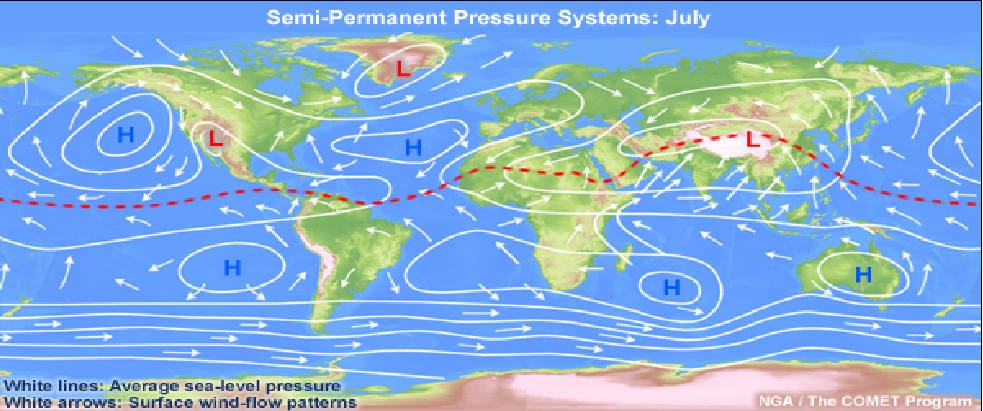 Semi-Permanent Pressure Systems: July
L
H
L
H
L
H
H
H
White lines: Average sea-level pressure
White arrows: Surface wind-flow patterns
NGA / The COMET Program